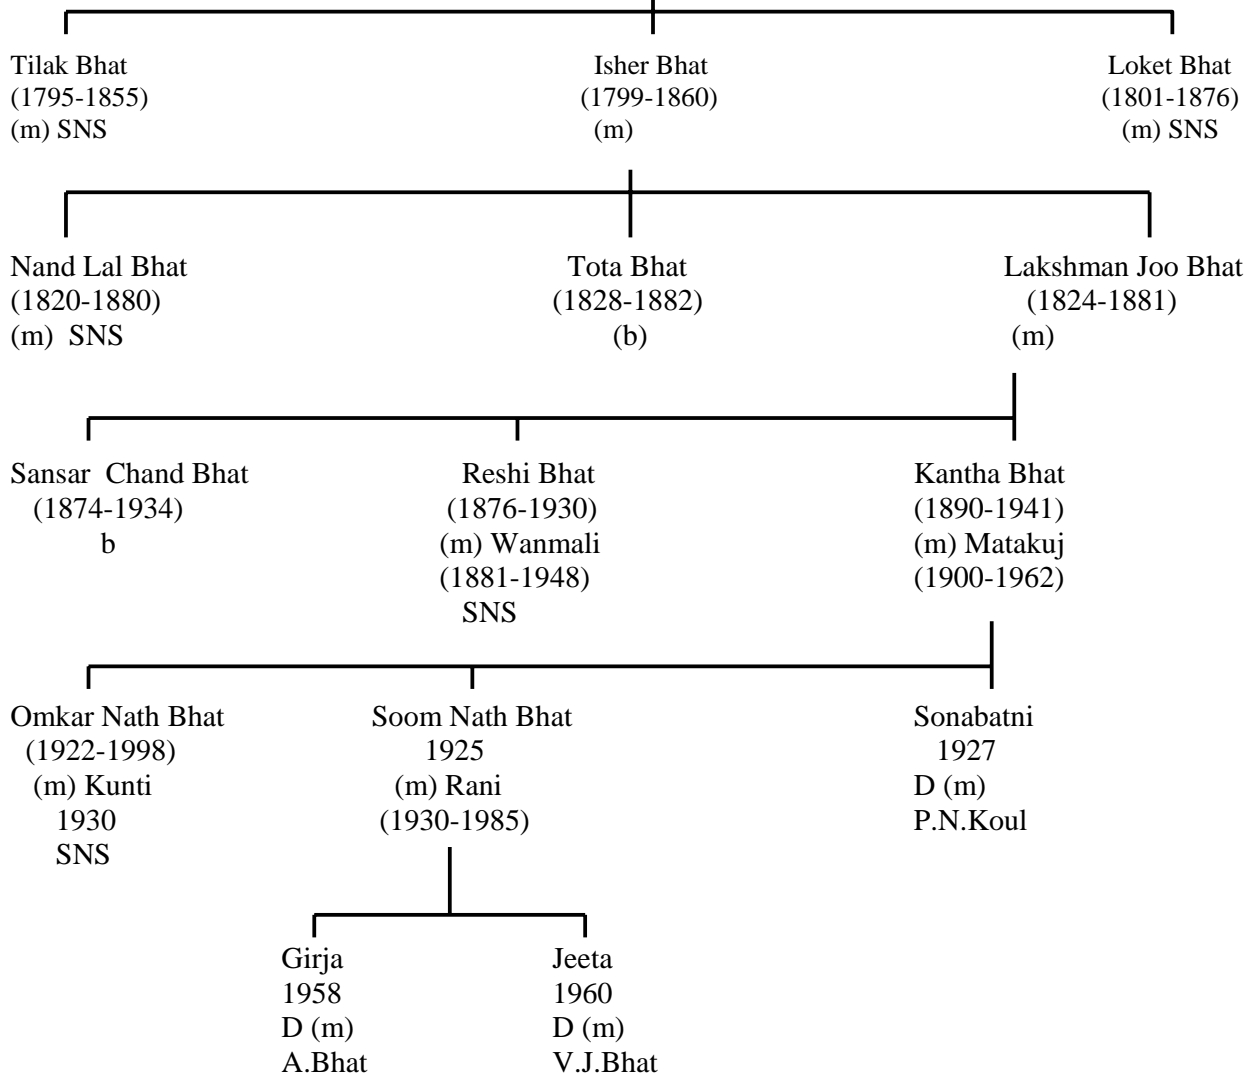 Tilak Bhat
(1795-1855)
(m) SNS
Isher Bhat
(1799-1860)
(m)
Loket Bhat
(1801-1876)
(m) SNS
Nand Lal Bhat
(1820-1880)
(m) SNS
Tota Bhat
(1828-1882)
(b)
Lakshman Joo Bhat
(1824-1881)
(m)
Sansar Chand Bhat
(1874-1934)
b
Reshi Bhat
(1876-1930)
(m) Wanmali
(1881-1948)
SNS
Kantha Bhat
(1890-1941)
(m) Matakuj
(1900-1962)
Omkar Nath Bhat
(1922-1998)
(m) Kunti
1930
SNS
Soom Nath Bhat
1925
(m) Rani
(1930-1985)
Sonabatni
1927
D (m)
P.N.Koul
Girja
1958
D (m)
A.Bhat
Jeeta
1960
D (m)
V.J.Bhat